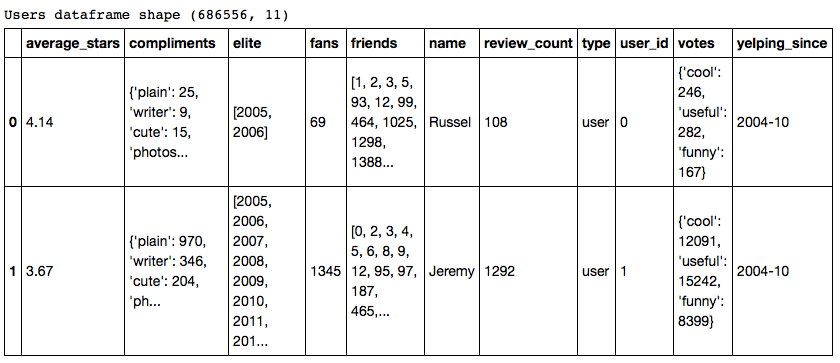 Users dataframe shape (686556, 11)
average_stars compliments elite fans friends name review_count type user_id votes yelping_since
0 4.14
{'plain': 25,
'writer': 9,
'cute': 15,
'photos...
[2005,
2006]
69
[1, 2, 3, 5,
93, 12, 99,
464, 1025,
1298,
1388...
Russel 108 user 0
{'cool':
246,
'useful':
282,
'funny':
167}
2004-10
1 3.67
{'plain': 970,
'writer': 346,
'cute': 204,
'ph...
[2005,
2006,
2007,
2008,
2009,
2010,
2011,
201...
1345
[0, 2, 3, 4,
5, 6, 8, 9,
12, 95, 97,
187,
465,...
Jeremy 1292 user 1
{'cool':
12091,
'useful':
15242,
'funny':
8399}
2004-10